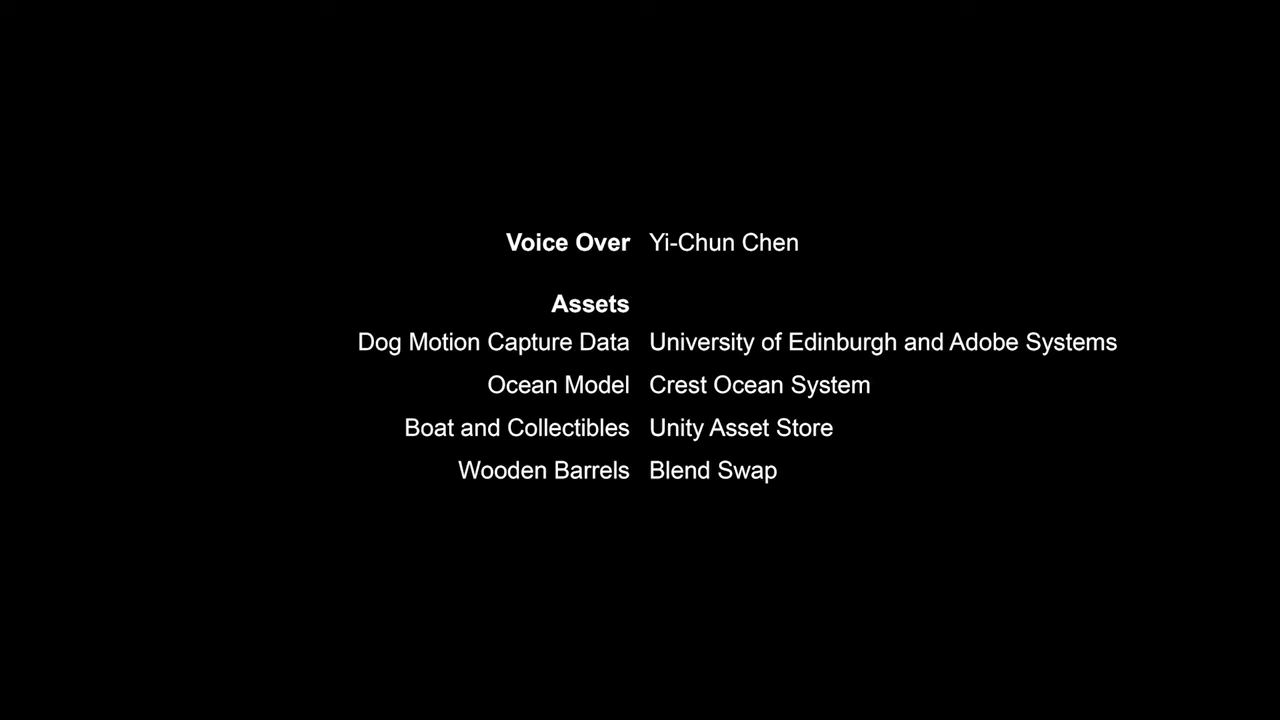 Voice Over Yi-Chun Chen
Assets
Dog Motion Capture Data University of Edinburgh and Adobe Systems
Ocean Model Crest Ocean System
Boat and Collectibles Unity Asset Store
Wooden Barrels Blend Swap